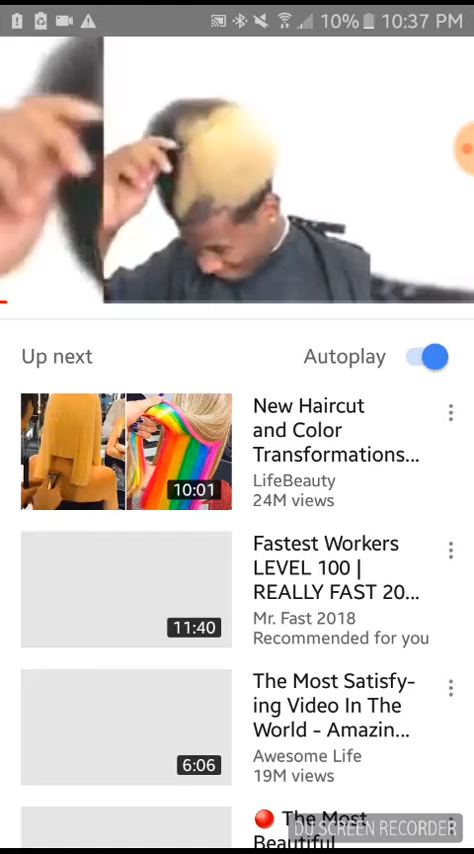 10% 10:37 PM
Up next Autoplay
10:01
New Haircut
and Color
Transformations...
LifeBeauty
24M views
11:40
Fastest Workers
LEVEL 100 |
REALLY FAST 20...
Mr. Fast 2018
Recommended for you
6:06
The Most Satisfy-
ing Video In The
World - Amazin...
Awesome Life
19M views
The Most
Beautiful
DU SCREEN RECORDER